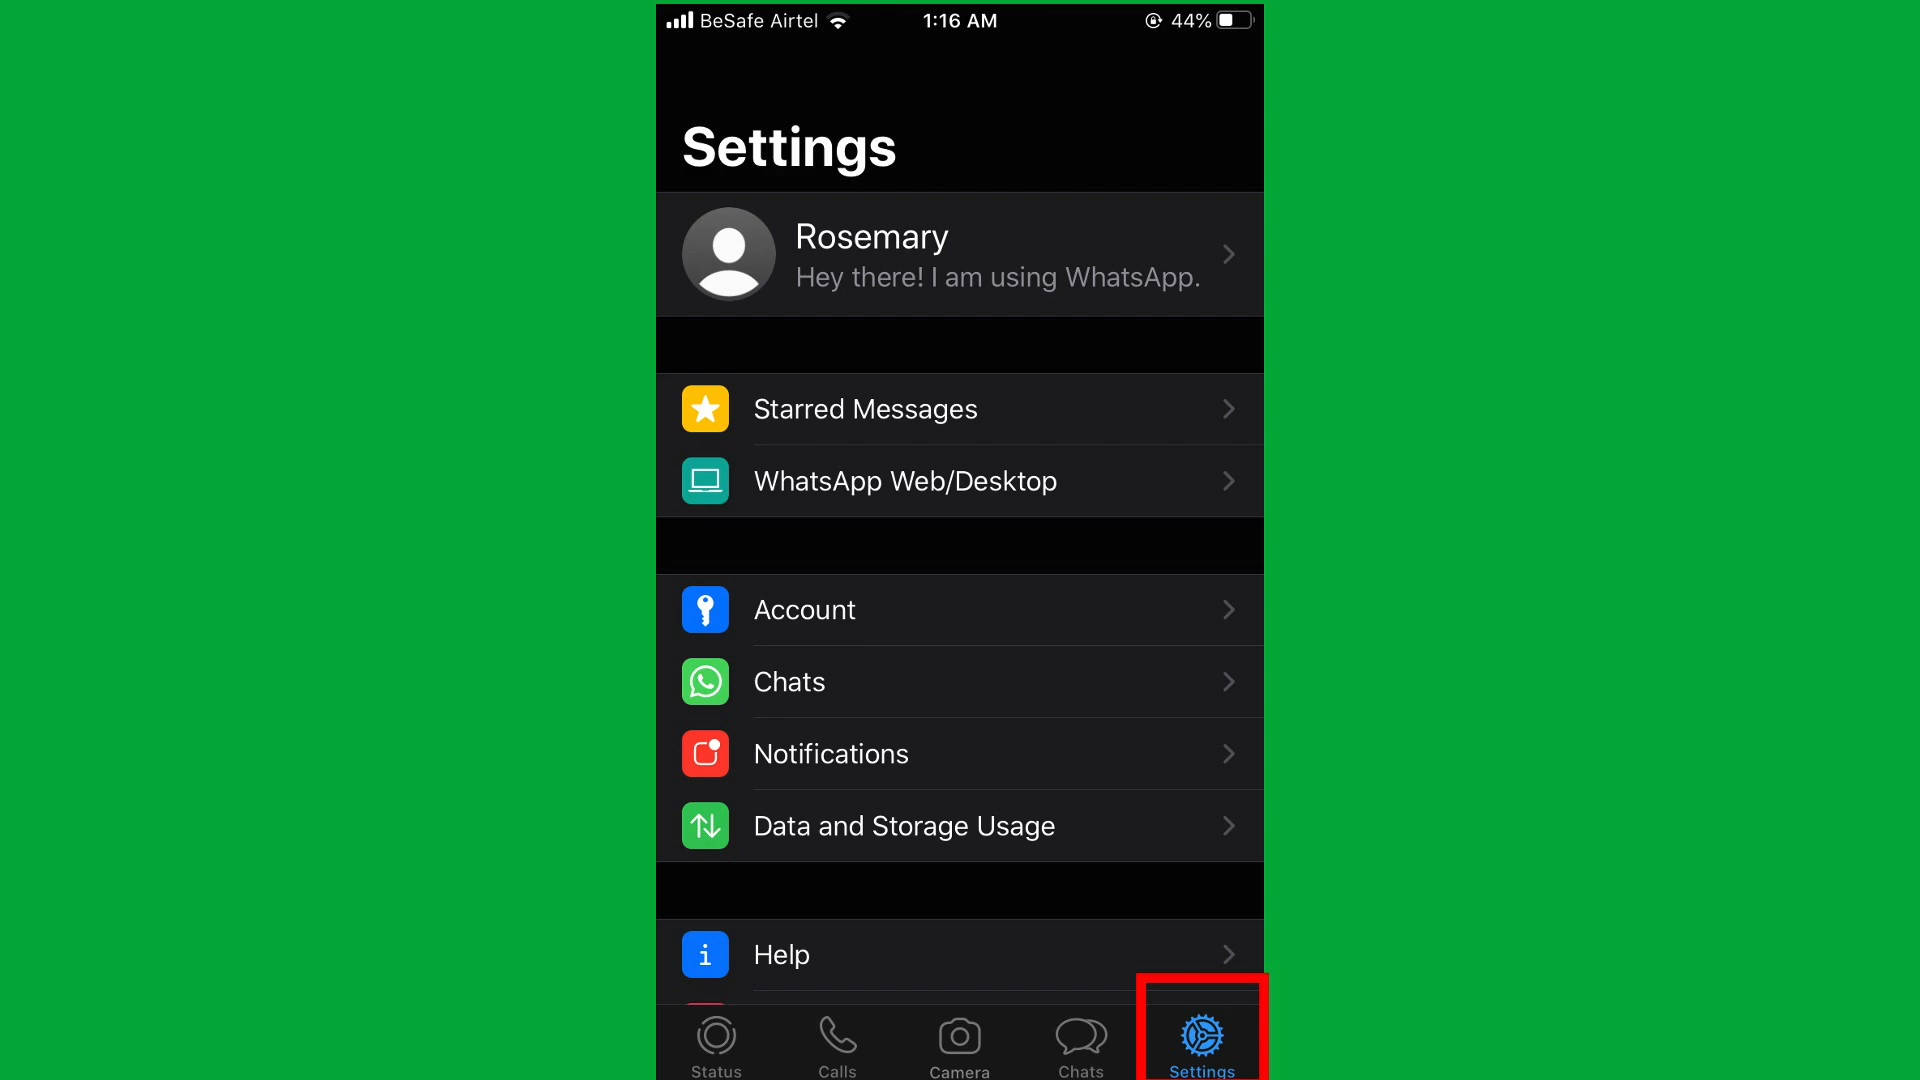 BeSafe Airtel 1:16 AM 44%
Settings
Rosemary
Hey there! I am using WhatsApp.
Starred Messages
WhatsApp Web/Desktop
Account
Chats
Notifications
Data and Storage Usage
Help
Status Calls Camera Chats Settings